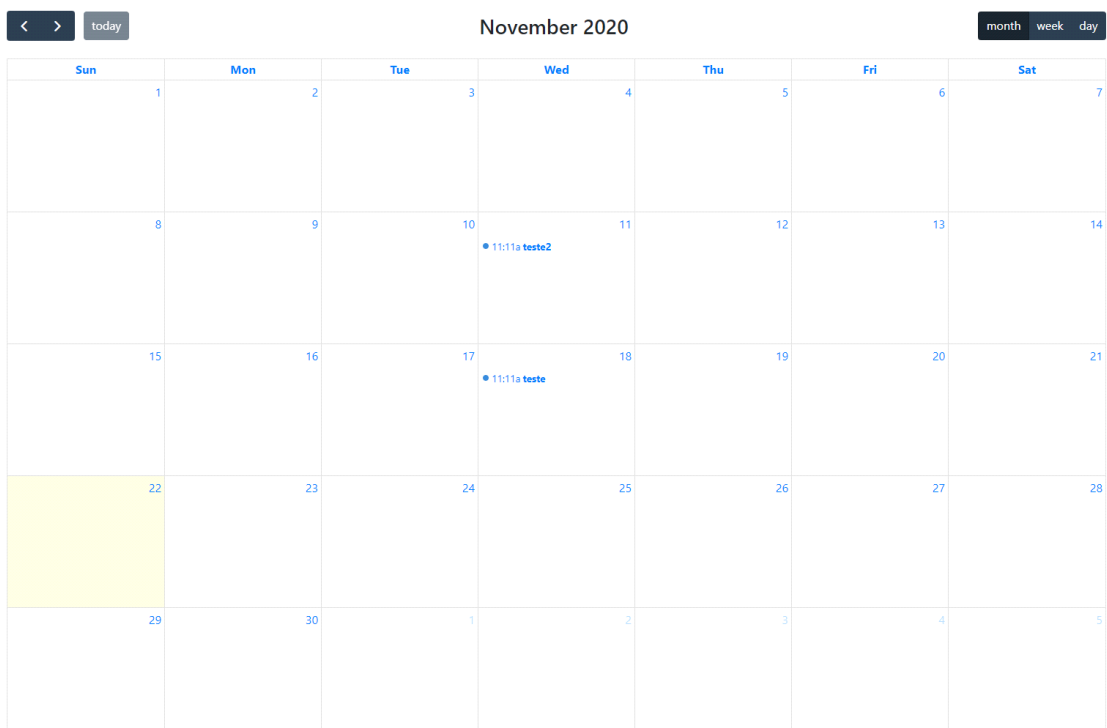 today November 2020 month week day
Sun Mon Tue Wed Thu Fri Sat
1 2 3 4 5 6 7
8 9 10 11 12 13 14
11:11a teste2
15 16 17 18 19 20 21
11:11a teste
22 23 24 25 26 27 28
29 30 1 2 3 4 5